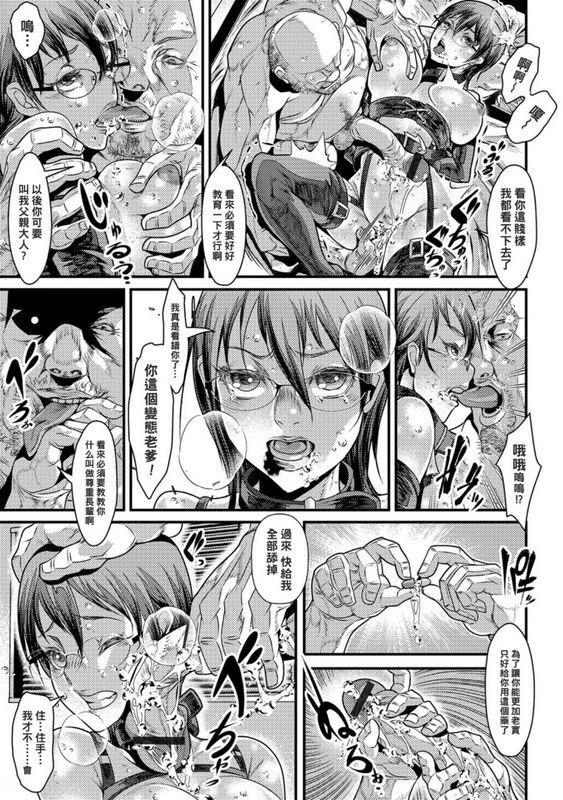 啊啊~
看你這賤樣
我都看不下去了
看來必須要好好
教育一下才行啊
嗚…
以後你可要
叫我父親大人？
哦哦嗚嗚!?
我真是看錯你了…
你這個變態老爹！
看來必須要教教你
什么叫做尊重長輩啊
為了讓你能更加老實
只好給你用這個藥了
過來 快給我
全部舔掉
住…住手…
我才不……會